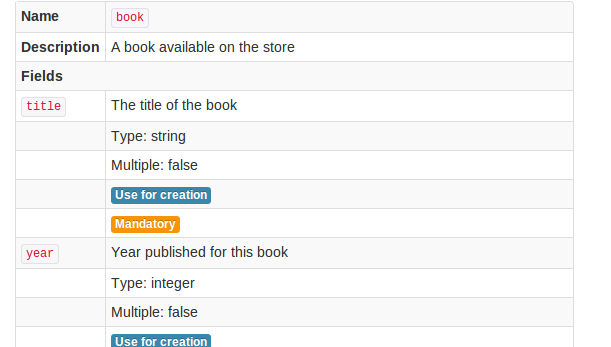 Name book
Description A book available on the store
Fields
title The title of the book
Type: string
Multiple: false
Use for creation
Mandatory
year Year published for this book
Type: integer
Multiple: false
Use for creation